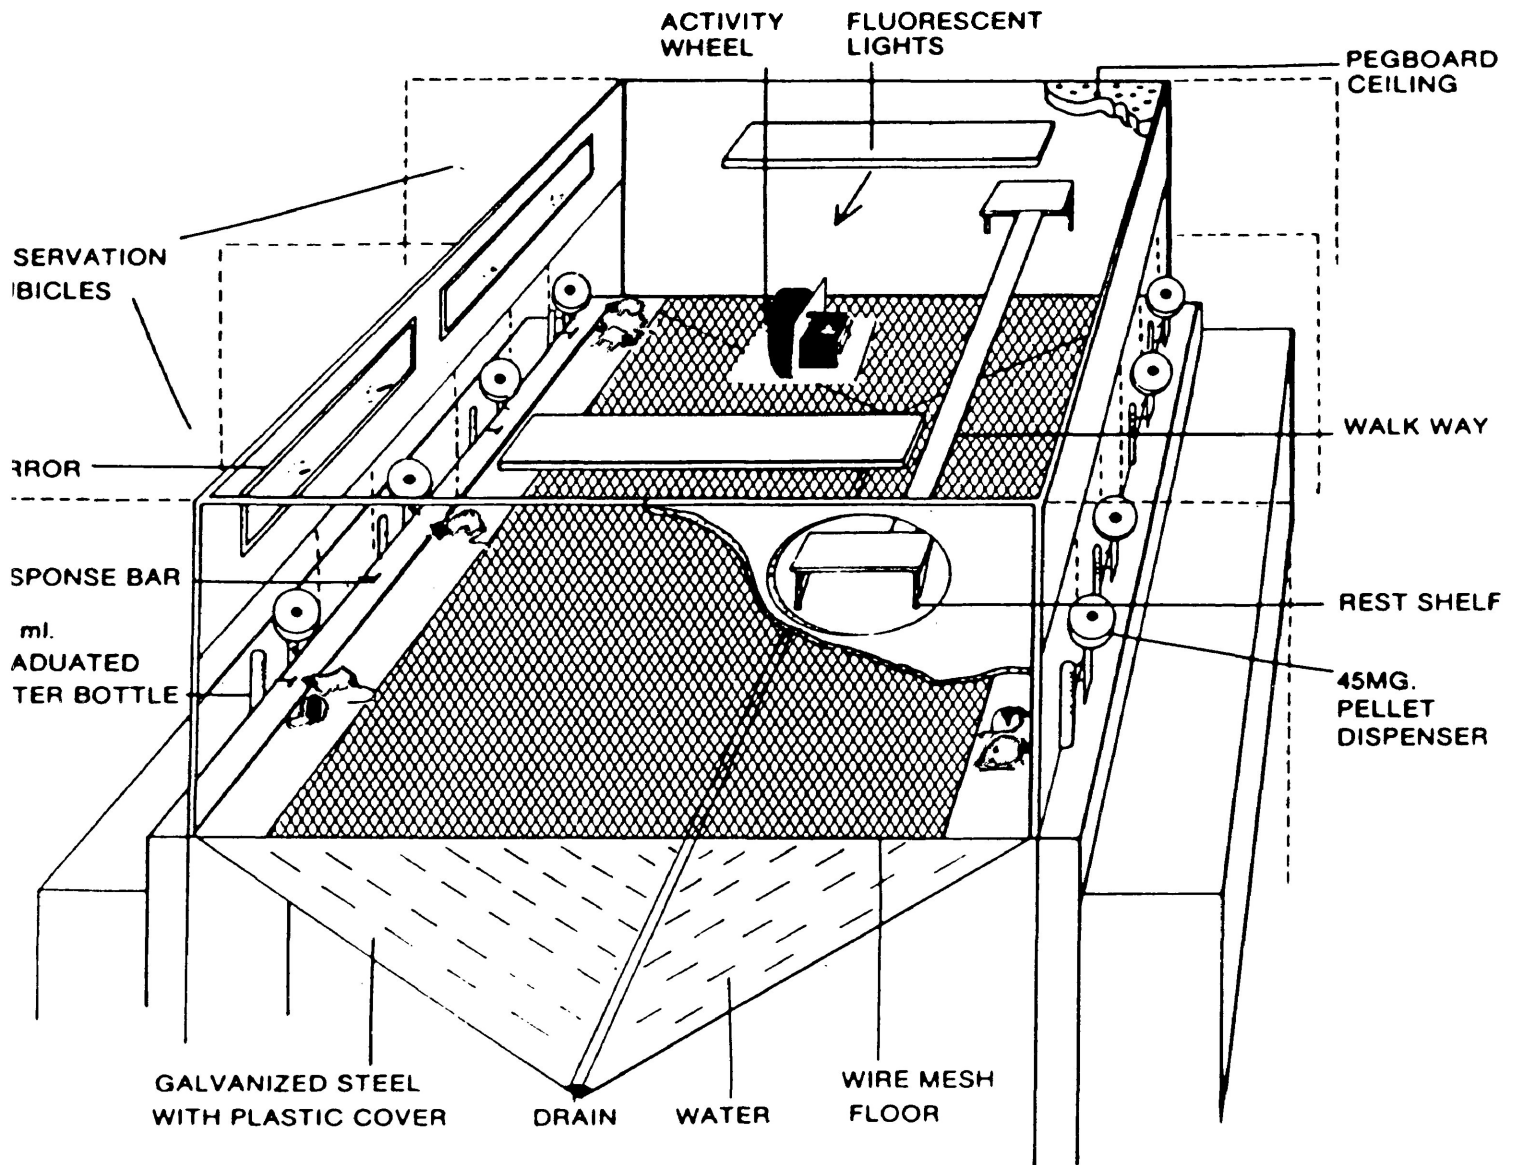 ACTIVITY
WHEEL
FLUORESCENT
LIGHTS
PEGBOARD
CEILING
SERVATION
BICLES
RROR
SPONSE BAR
ml.
ADUATED
TER BOTTLE
WALK WAY
REST SHELF
45MG.
PELLET
DISPENSER
GALVANIZED STEEL
WITH PLASTIC COVER
DRAIN
WATER
WIRE MESH
FLOOR